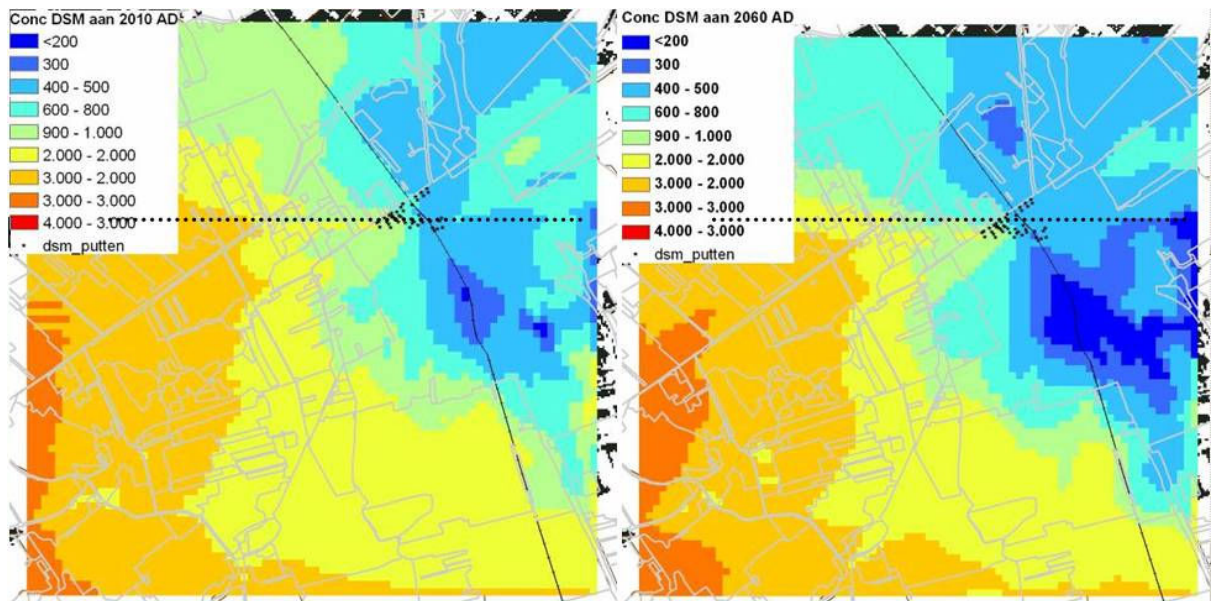 Conc DSM aan 2010 AD
<200
300
400 - 500
600 - 800
900 - 1.000
2.000 - 2.000
3.000 - 2.000
3.000 - 3.000
4.000 - 3.000
dsm_putten
Conc DSM aan 2060 AD
<200
300
400 - 500
600 - 800
900 - 1.000
2.000 - 2.000
3.000 - 2.000
3.000 - 3.000
4.000 - 3.000
dsm_putten